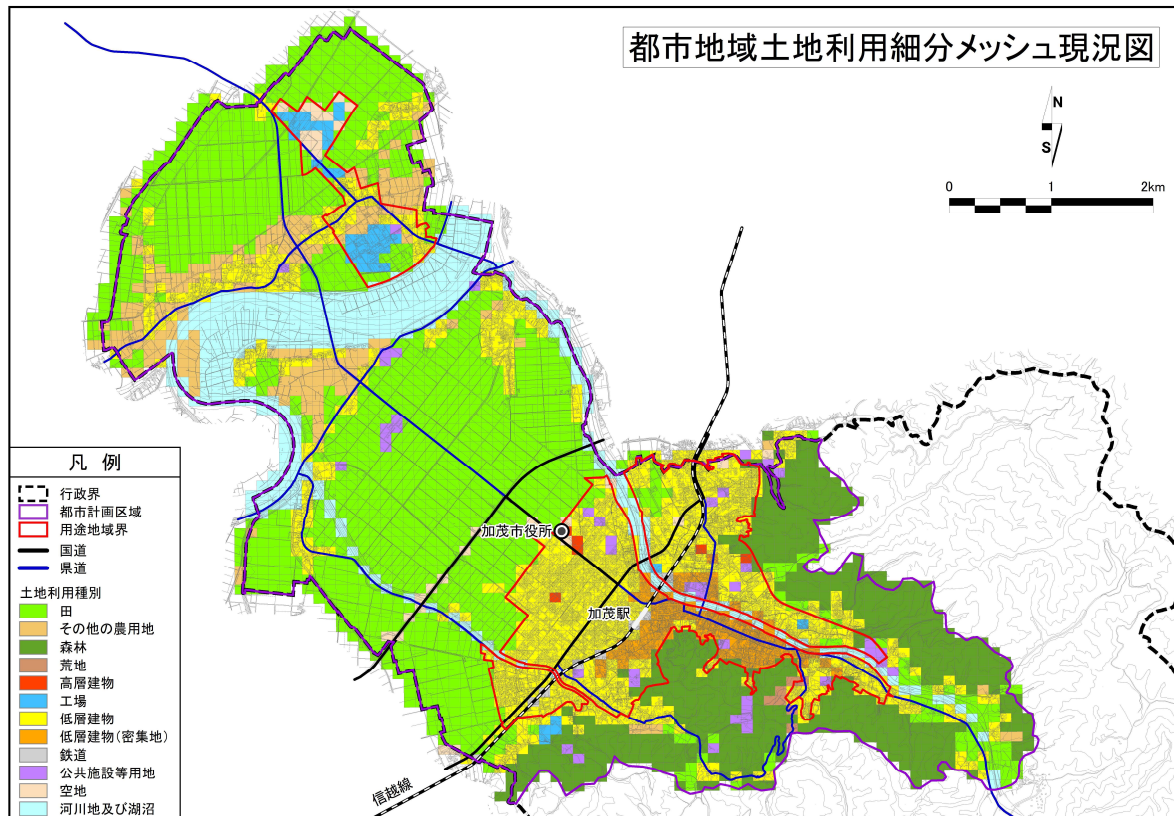 都市地域土地利用細分メッシュ現況図
N
S
0 1 2km
加茂市役所
加茂駅
信越線
凡 例
行政界
都市計画区域
用途地域界
国道
県道
土地利用種別
田
その他の農用地
森林
荒地
高層建物
工場
低層建物
低層建物(密集地)
鉄道
公共施設等用地
空地
河川地及び湖沼